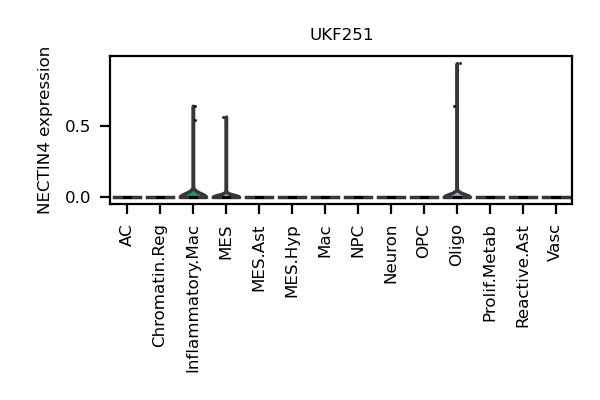 UKF251
NECTIN4 expression
0.5
0.0
AC
Chromatin.Reg
Inflammatory.Mac
MES
MES.Ast
MES.Hyp
Mac
NPC
Neuron
OPC
Oligo
Prolif.Metab
Reactive.Ast
Vasc